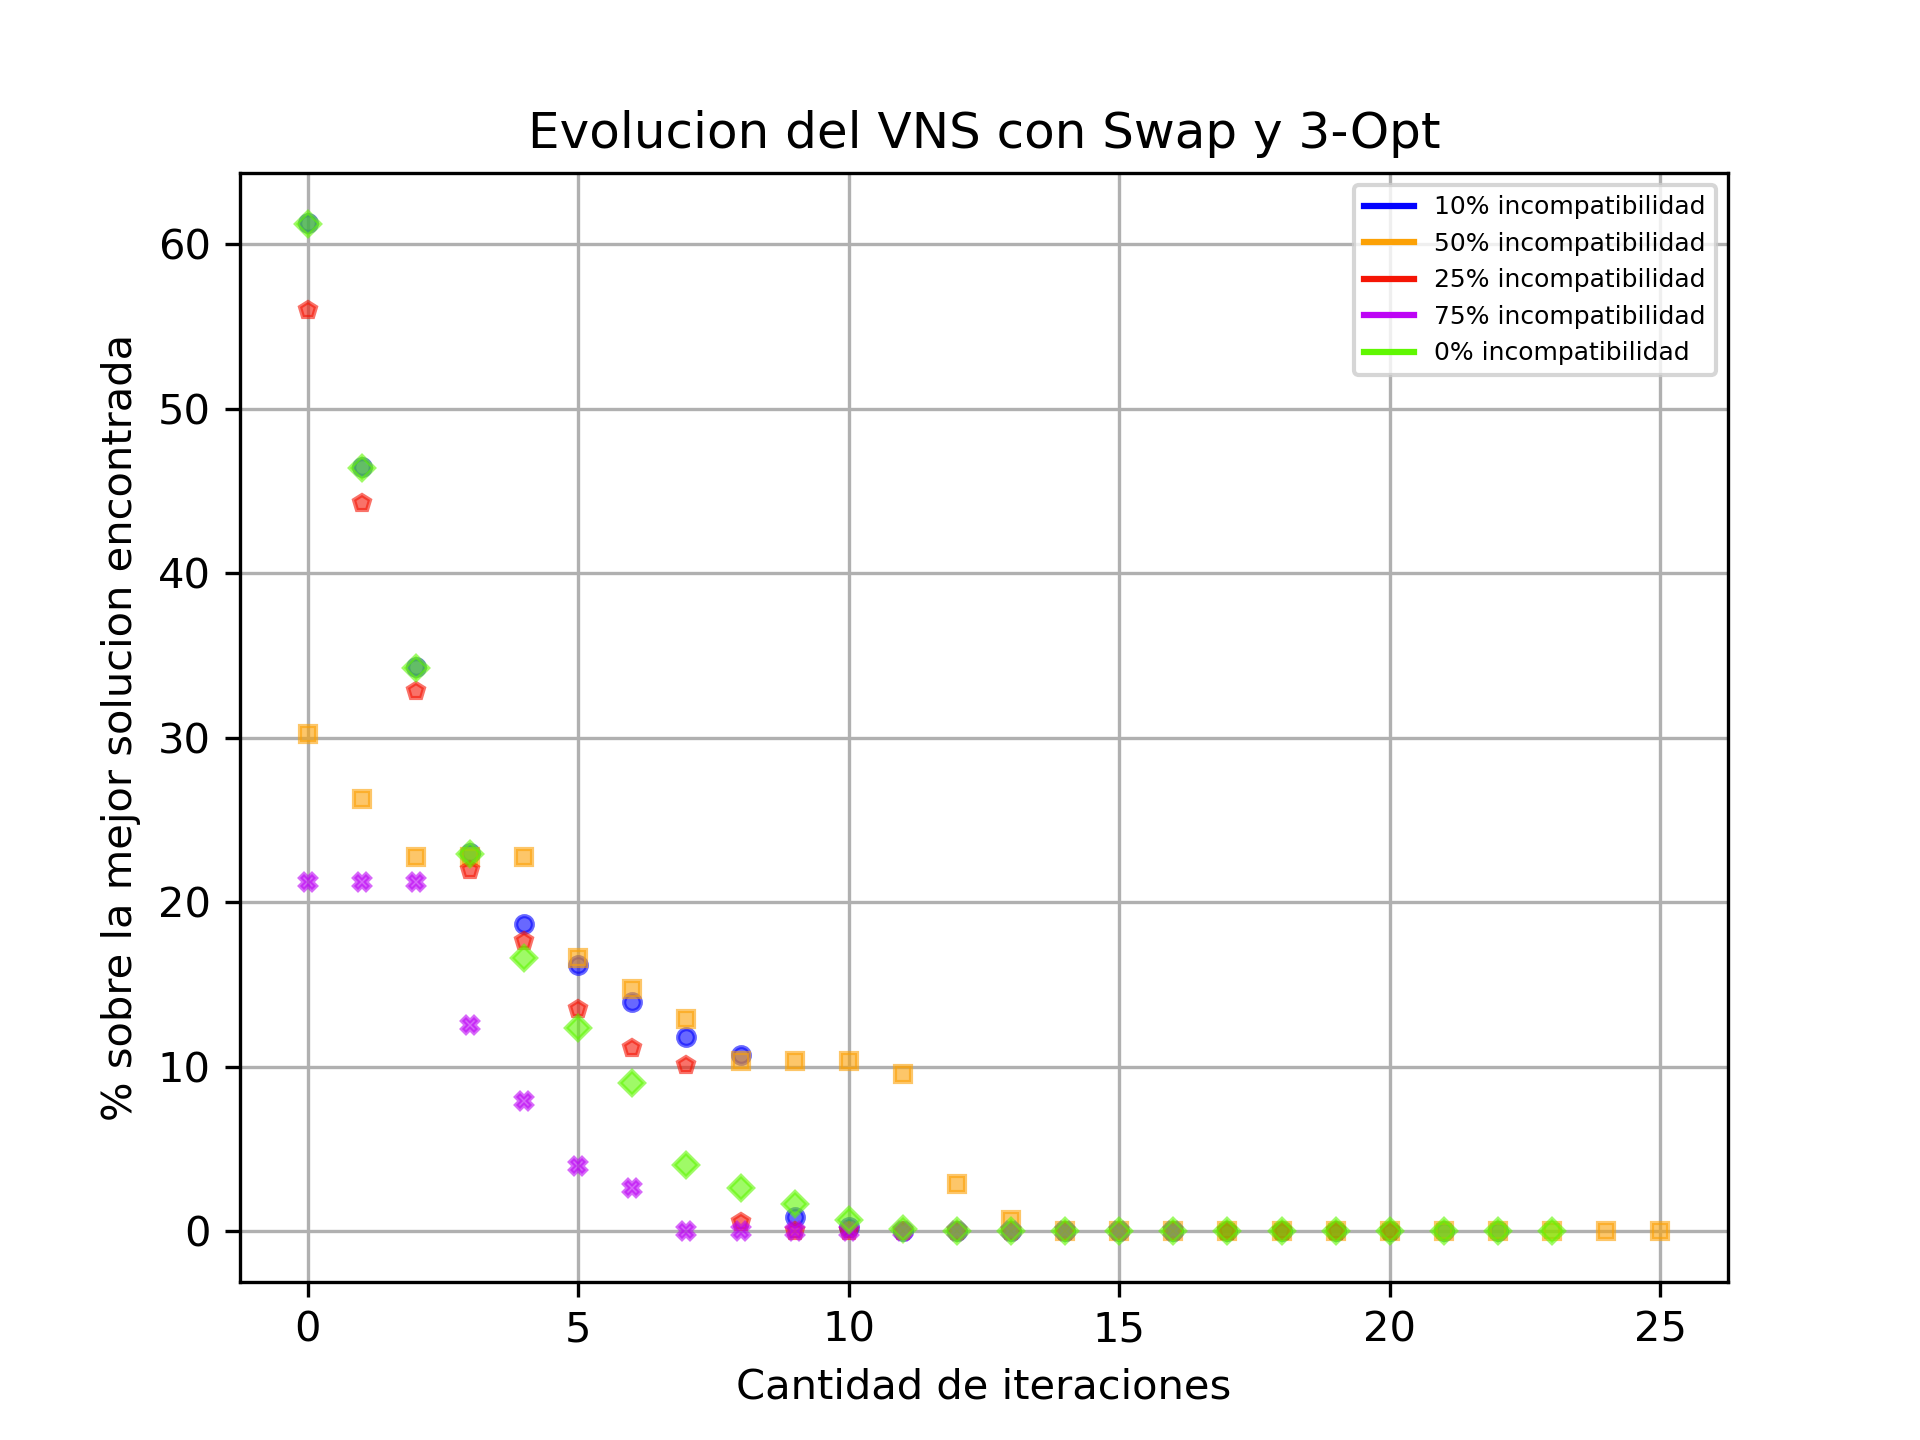 Evolucion del VNS con Swap y 3-Opt
10% incompatibilidad
50% incompatibilidad
25% incompatibilidad
75% incompatibilidad
0% incompatibilidad
% sobre la mejor solucion encontrada
60
50
40
30
20
10
0
0 5 10 15 20 25
Cantidad de iteraciones